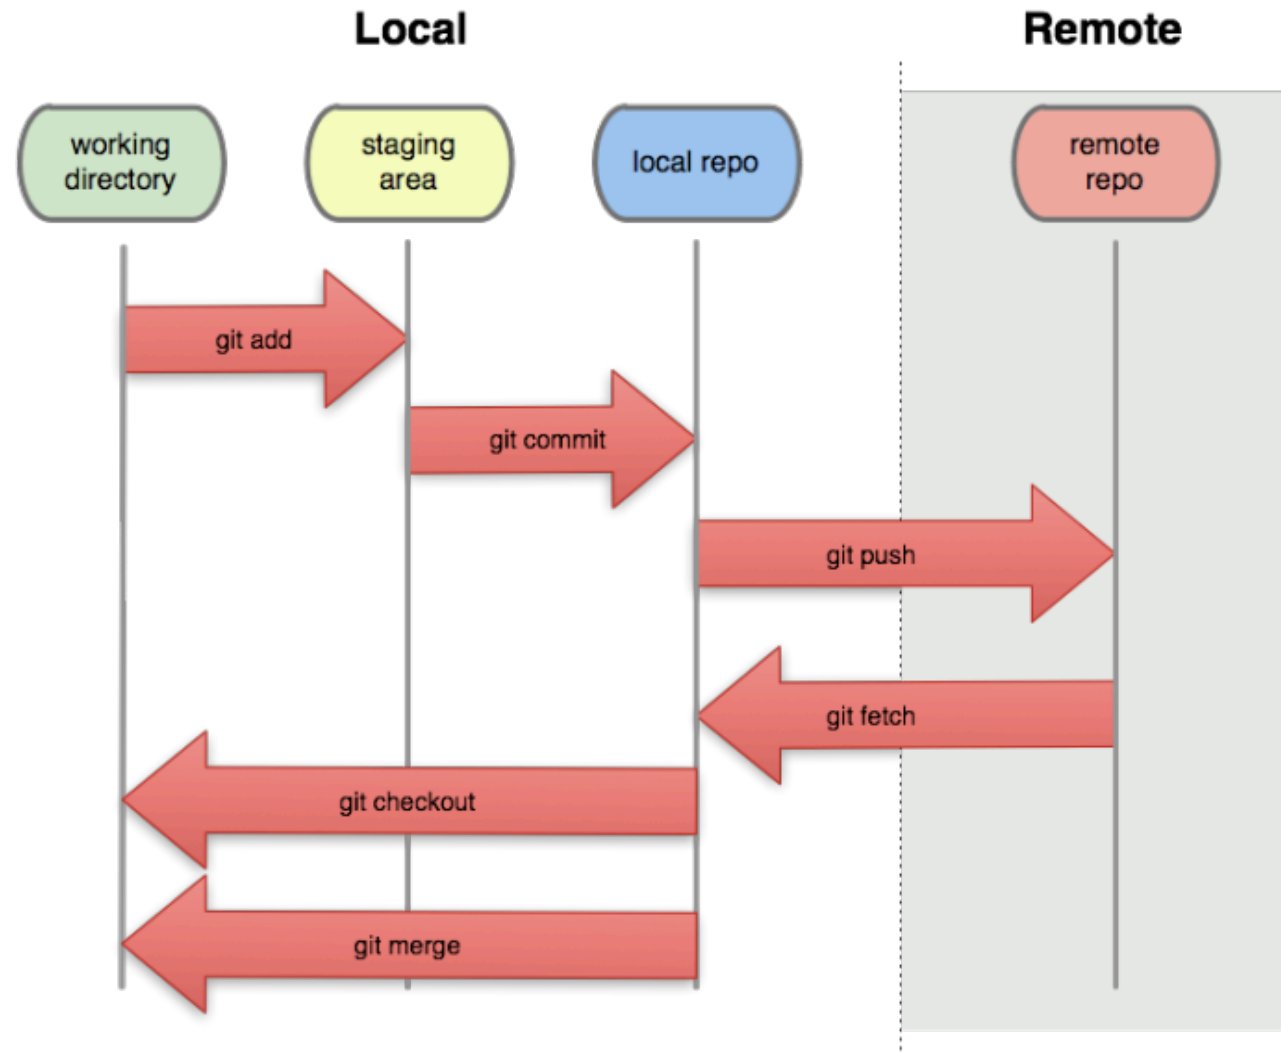 Local
Remote
working
directory
staging
area
local repo
remote
repo
git add
git commit
git push
git fetch
git checkout
git merge